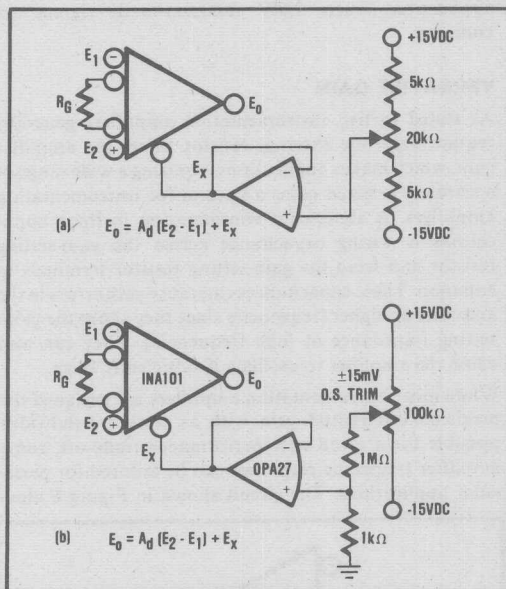 +15VDC
E1
5kΩ
RG
E0
20kΩ
E2
EX
+
5kΩ
(a) E0 = Ad (E2 - E1) + EX
-15VDC
E1
+15VDC
RG
INA101
E0
±15mV
O.S. TRIM
100kΩ
E2
EX
OPA27
1MΩ
+
-15VDC
1kΩ
(b) E0 = Ad (E2 - E1) + EX